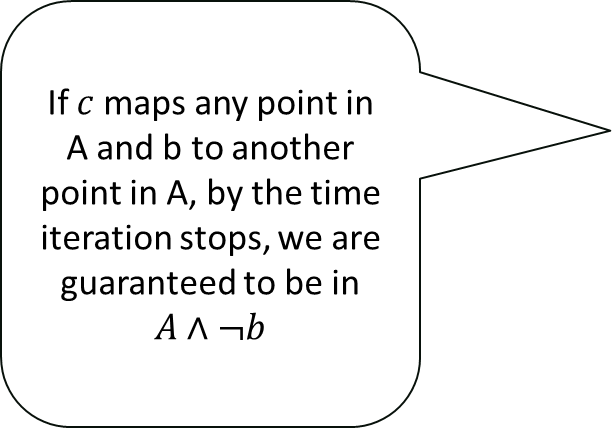 If c maps any point in
A and b to another
point in A, by the time
iteration stops, we are
guaranteed to be in
A ∧ ¬b